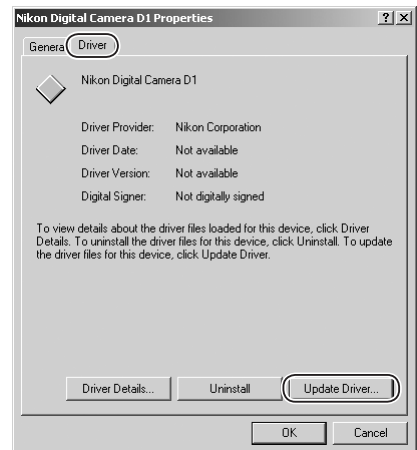 Nikon Digital Camera D1 Properties
General Driver
Nikon Digital Camera D1
Driver Provider: Nikon Corporation
Driver Date: Not available
Driver Version: Not available
Digital Signer: Not digitally signed
To view details about the driver files loaded for this device, click Driver
Details. To uninstall the driver files for this device, click Uninstall. To update
the driver files for this device, click Update Driver.
Driver Details... Uninstall Update Driver...
OK Cancel